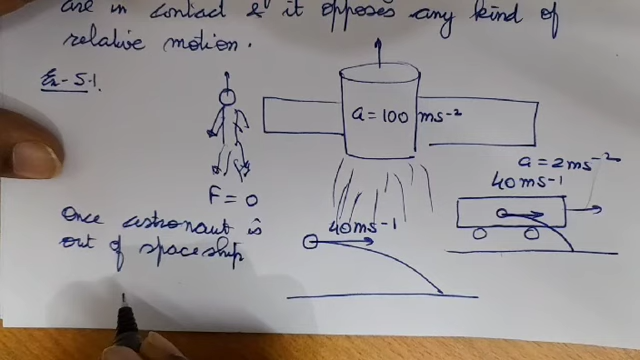 are in contact & it opposes any kind of
relative motion.
Ex-5.1.
a = 100 ms-2
a = 2ms-2
40ms-1
F = 0
40ms-1
Once astronaut is
out of spaceship